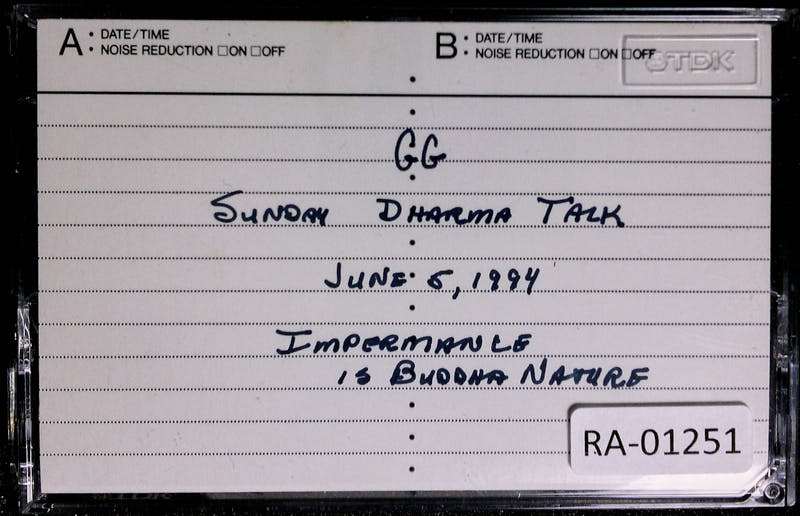 A • DATE/TIME
• NOISE REDUCTION □ON □OFF
B • DATE/TIME
• NOISE REDUCTION □ON □OFF
TDK
GG
SUNDAY DHARMA TALK
JUNE 5, 1994
IMPERMANCE
IS BUDDHA NATURE
RA-01251
TDK